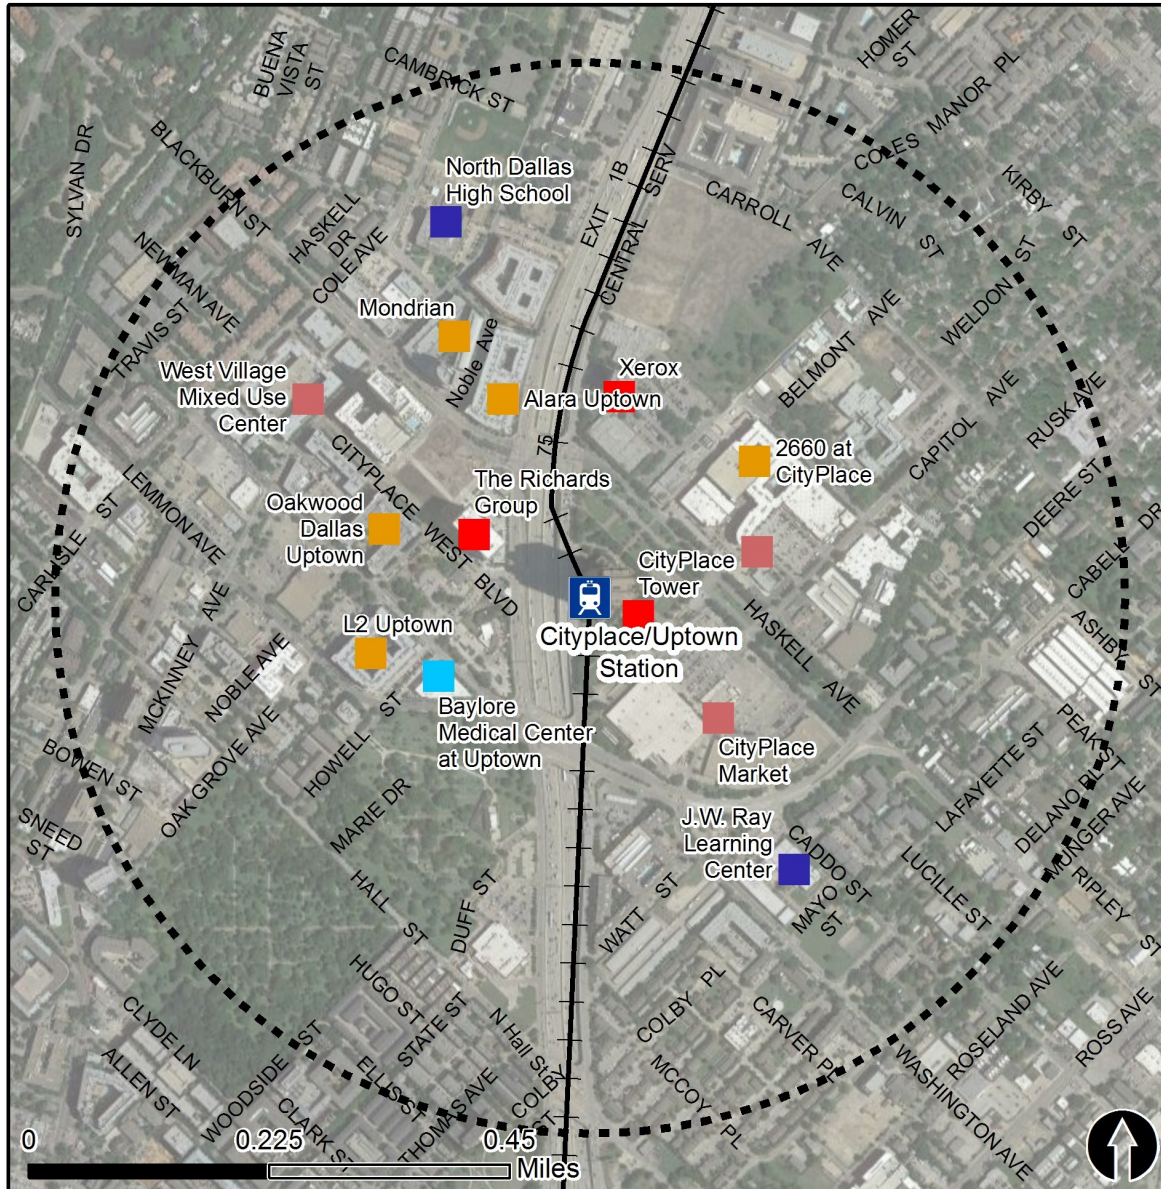 HOMER
ST
BUENA
VISTA
ST
CAMBRICK ST
COLES MANOR PL
SYLVAN DR
BLACKBURN ST
North Dallas
High School
EXIT 1B
CENTRAL SERV
CARROLL AVE
CALVIN ST
KIRBY ST
HASKELL
DR
COLE AVE
NEWMAN AVE
TRAVIS ST
WELDON ST
Mondrian
Noble Ave
BELMONT AVE
West Village
Mixed Use
Center
Xerox
Alara Uptown
75
CAPITOL AVE
RUSK AVE
2660 at
CityPlace
CITYPLACE WEST BLVD
The Richards
Group
LEMMON AVE
CARLISLE ST
Oakwood
Dallas
Uptown
DEERE ST
CABELL DR
CityPlace
Tower
HASKELL AVE
ASHBY ST
L2 Uptown
Cityplace/Uptown
Station
MCKINNEY AVE
NOBLE AVE
OAK GROVE AVE
HOWELL ST
Baylore
Medical Center
at Uptown
CityPlace
Market
BOWEN ST
SNEED
ST
MARIE DR
LAFAYETTE ST
PEAK ST
DELANO PL
MUNGER AVE
J.W. Ray
Learning
Center
CADDO ST
MAYO
ST
LUCILLE ST
RIPLEY ST
HALL ST
DUFF ST
WATT ST
HUGO ST
STATE ST
N Hall St
COLBY PL
CARVER PL
ROSELAND AVE
ROSS AVE
CLYDE LN
ALLEN ST
WOODSIDE ST
ELLIS ST
CLARK ST
THOMAS AVE
COLBY
ST
MCCOY PL
WASHINGTON AVE
0 0.225 0.45
Miles